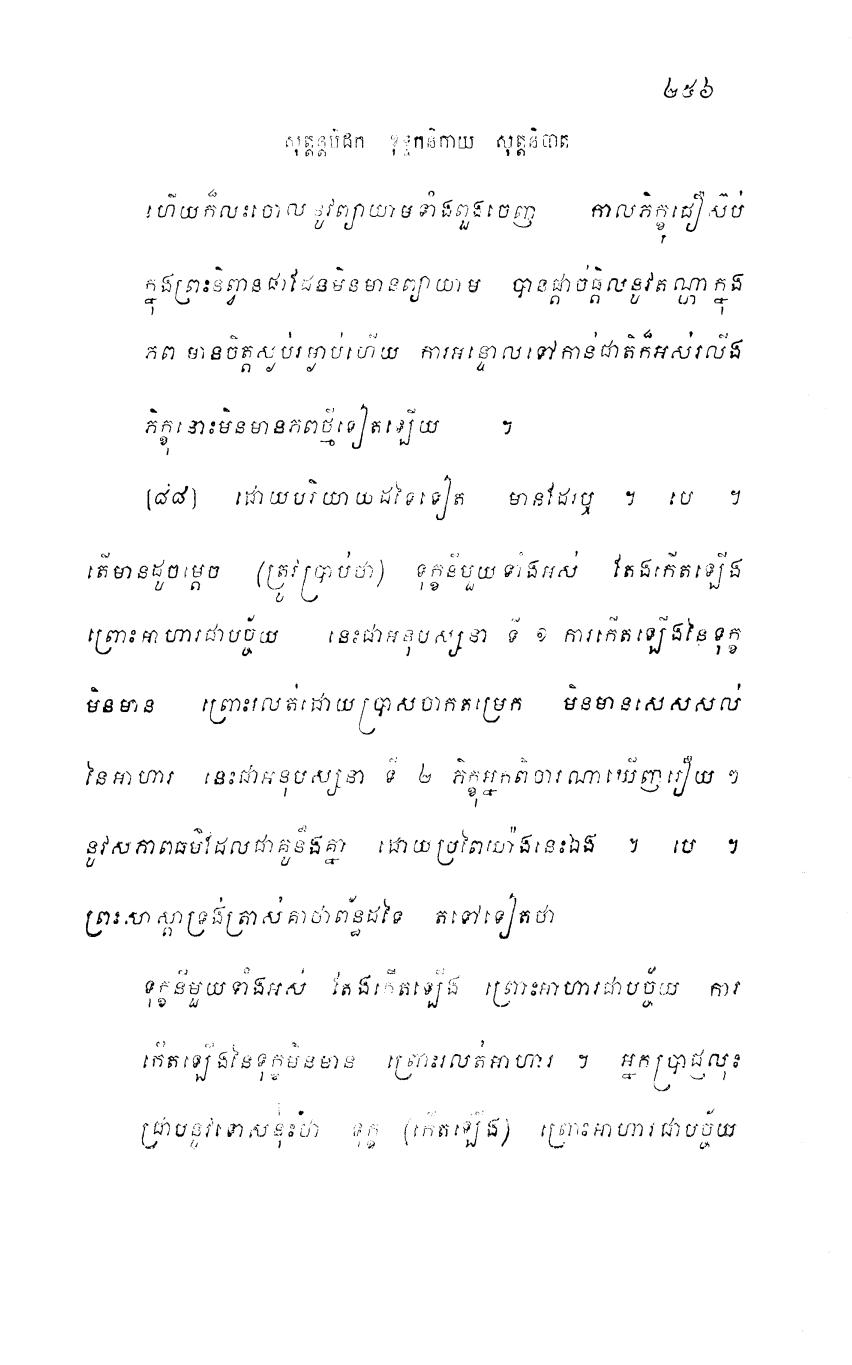 ២៥៦
សុត្តន្តបិដក ខុទ្ទកនិកាយ សុត្តនិបាត
ហើយក៏លះចោលនូវព្យាយាមទាំងពួងចេញ កាលភិក្ខុជឿស៊ប់
ក្នុងព្រះនិព្វានជាដែនមិនមានព្យាយាម បានផ្តាច់ផ្តិលនូវតណ្ហាក្នុង
ភព មានចិត្តស្ងប់រម្ងាប់ហើយ ការអន្ទោលទៅកាន់ជាតិក៏អស់រលីង
ភិក្ខុនោះមិនមានភពថ្មីទៀតឡើយ ។
(៨៨) ដោយបរិយាយដទៃទៀត មានដែរឬ ។ បេ ។
តើមានដូចម្តេច (ត្រូវប្រាប់ថា) ទុក្ខនីមួយទាំងអស់ តែងកើតឡើង
ព្រោះអាហារជាបច្ច័យ នេះជាអនុបស្សនា ទី ១ ការកើតឡើងនៃទុក្ខ
មិនមាន ព្រោះរលត់ដោយប្រាសចាកតម្រេក មិនមានសេសសល់
នៃអាហារ នេះជាអនុបស្សនា ទី ២ ភិក្ខុអ្នកពិចារណាឃើញរឿយ ៗ
នូវសភាពធម៌ដែលជាគូនឹងគ្នា ដោយប្រពៃយ៉ាងនេះឯង ។ បេ ។
ព្រះសាស្តាទ្រង់ត្រាស់គាថាព័ន្ធដទៃ តទៅទៀតថា
ទុក្ខនីមួយទាំងអស់ តែងកើតឡើង ព្រោះអាហារជាបច្ច័យ ការ
កើតឡើងនៃទុក្ខមិនមាន ព្រោះរលត់អាហារ ។ អ្នកប្រាជ្ញលុះ
ជ្រាបនូវទោសនុ៎ះថា ទុក្ខ (កើតឡើង) ព្រោះអាហារជាបច្ច័យ